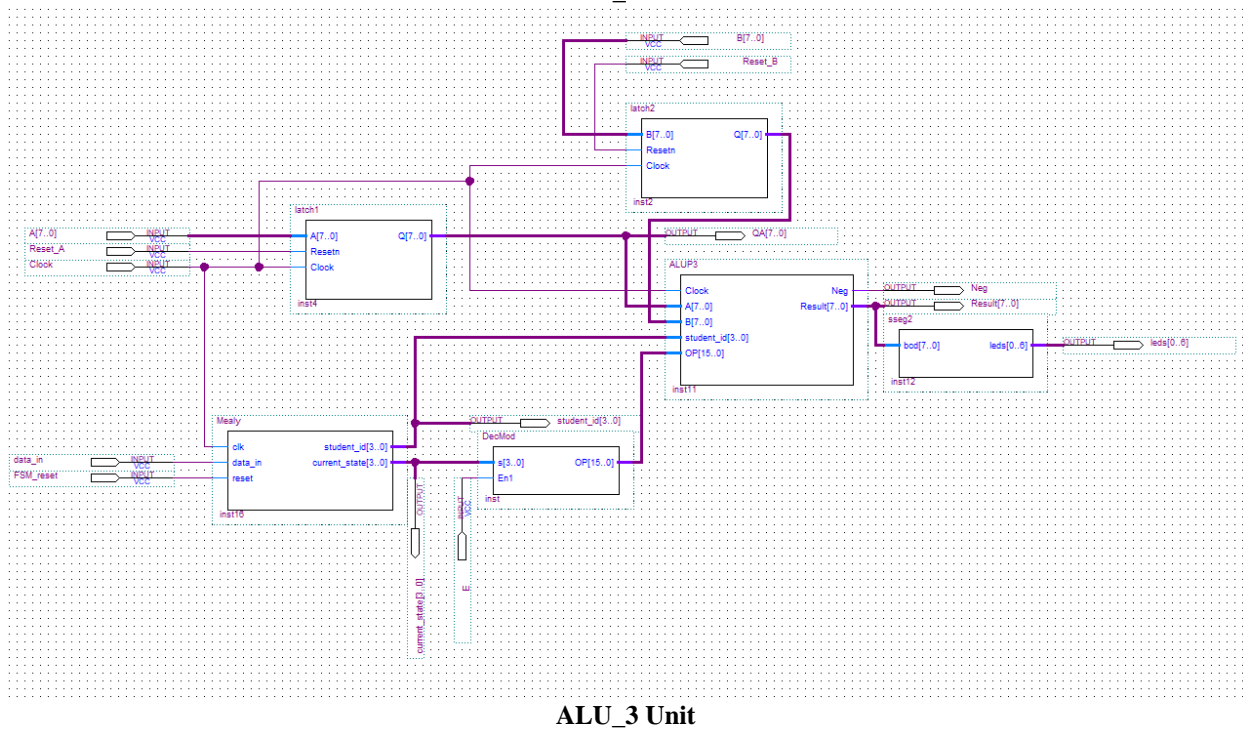 INPUT
VCC
B[7..0]
INPUT
VCC
Reset_B
latch2
B[7..0] Q[7..0]
Resetn
Clock
inst2
latch1
A[7..0] INPUT
VCC
Reset_A INPUT
VCC
Clock INPUT
VCC
A[7..0] Q[7..0]
Resetn
Clock
inst4
OUTPUT QA[7..0]
ALUP3
Clock Neg
A[7..0] Result[7..0]
B[7..0]
student_id[3..0]
OP[15..0]
inst11
OUTPUT Neg
OUTPUT Result[7..0]
sseg2
bcd[7..0] leds[0..6]
inst12
OUTPUT leds[0..6]
Mealy
clk student_id[3..0]
data_in current_state[3..0]
reset
inst16
data_in INPUT
VCC
FSM_reset INPUT
VCC
OUTPUT student_id[3..0]
DecMod
s[3..0] OP[15..0]
En1
inst
OUTPUT
current_state[3..0]
INPUT
VCC
E
ALU_3 Unit